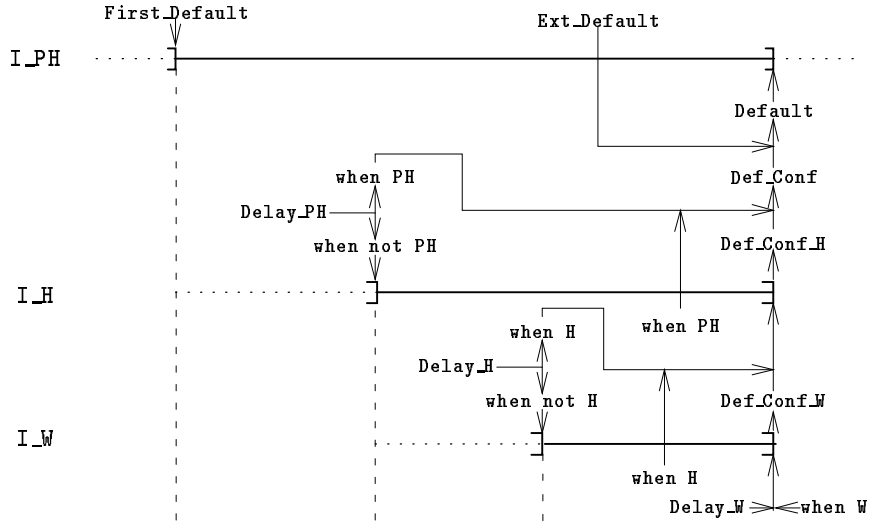 First_Default
Ext_Default
I_PH
Default
when PH
Def_Conf
Delay_PH
when not PH
Def_Conf_H
I_H
when PH
when H
Delay_H
when not H
Def_Conf_W
I_W
when H
Delay_W
when W